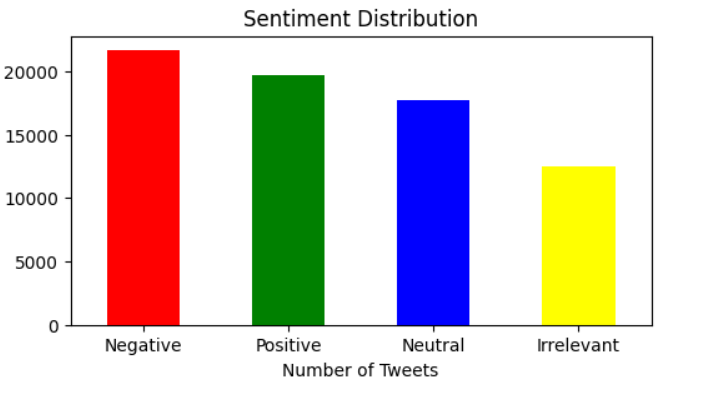 Sentiment Distribution
20000
15000
10000
5000
0
Negative Positive Neutral Irrelevant
Number of Tweets